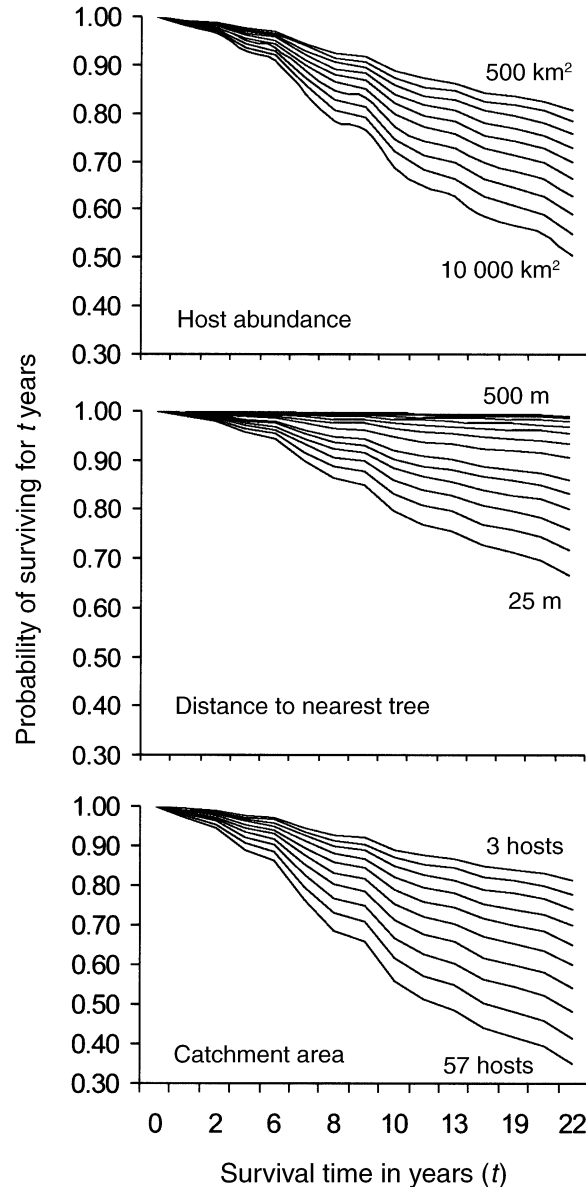 Probability of surviving for t years
1.00
0.90
0.80
0.70
0.60
0.50
0.40
0.30
500 km²
10 000 km²
Host abundance
1.00
0.90
0.80
0.70
0.60
0.50
0.40
0.30
500 m
25 m
Distance to nearest tree
1.00
0.90
0.80
0.70
0.60
0.50
0.40
0.30
3 hosts
57 hosts
Catchment area
0 2 6 8 10 13 19 22
Survival time in years (t)